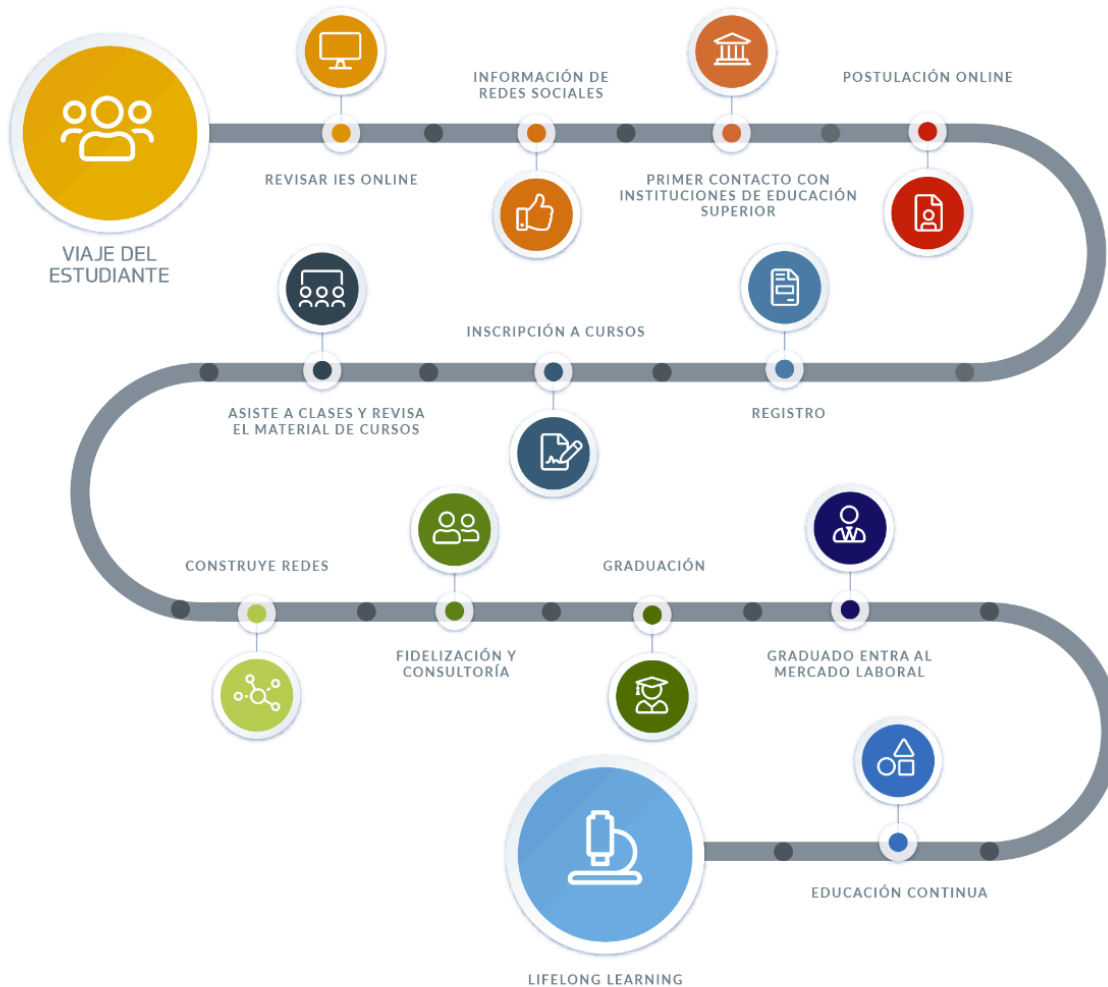 VIAJE DEL
ESTUDIANTE
REVISAR IES ONLINE
INFORMACIÓN DE
REDES SOCIALES
PRIMER CONTACTO CON
INSTITUCIONES DE EDUCACIÓN
SUPERIOR
POSTULACIÓN ONLINE
REGISTRO
INSCRIPCIÓN A CURSOS
ASISTE A CLASES Y REVISA
EL MATERIAL DE CURSOS
CONSTRUYE REDES
FIDELIZACIÓN Y
CONSULTORÍA
GRADUACIÓN
GRADUADO ENTRA AL
MERCADO LABORAL
EDUCACIÓN CONTINUA
LIFELONG LEARNING